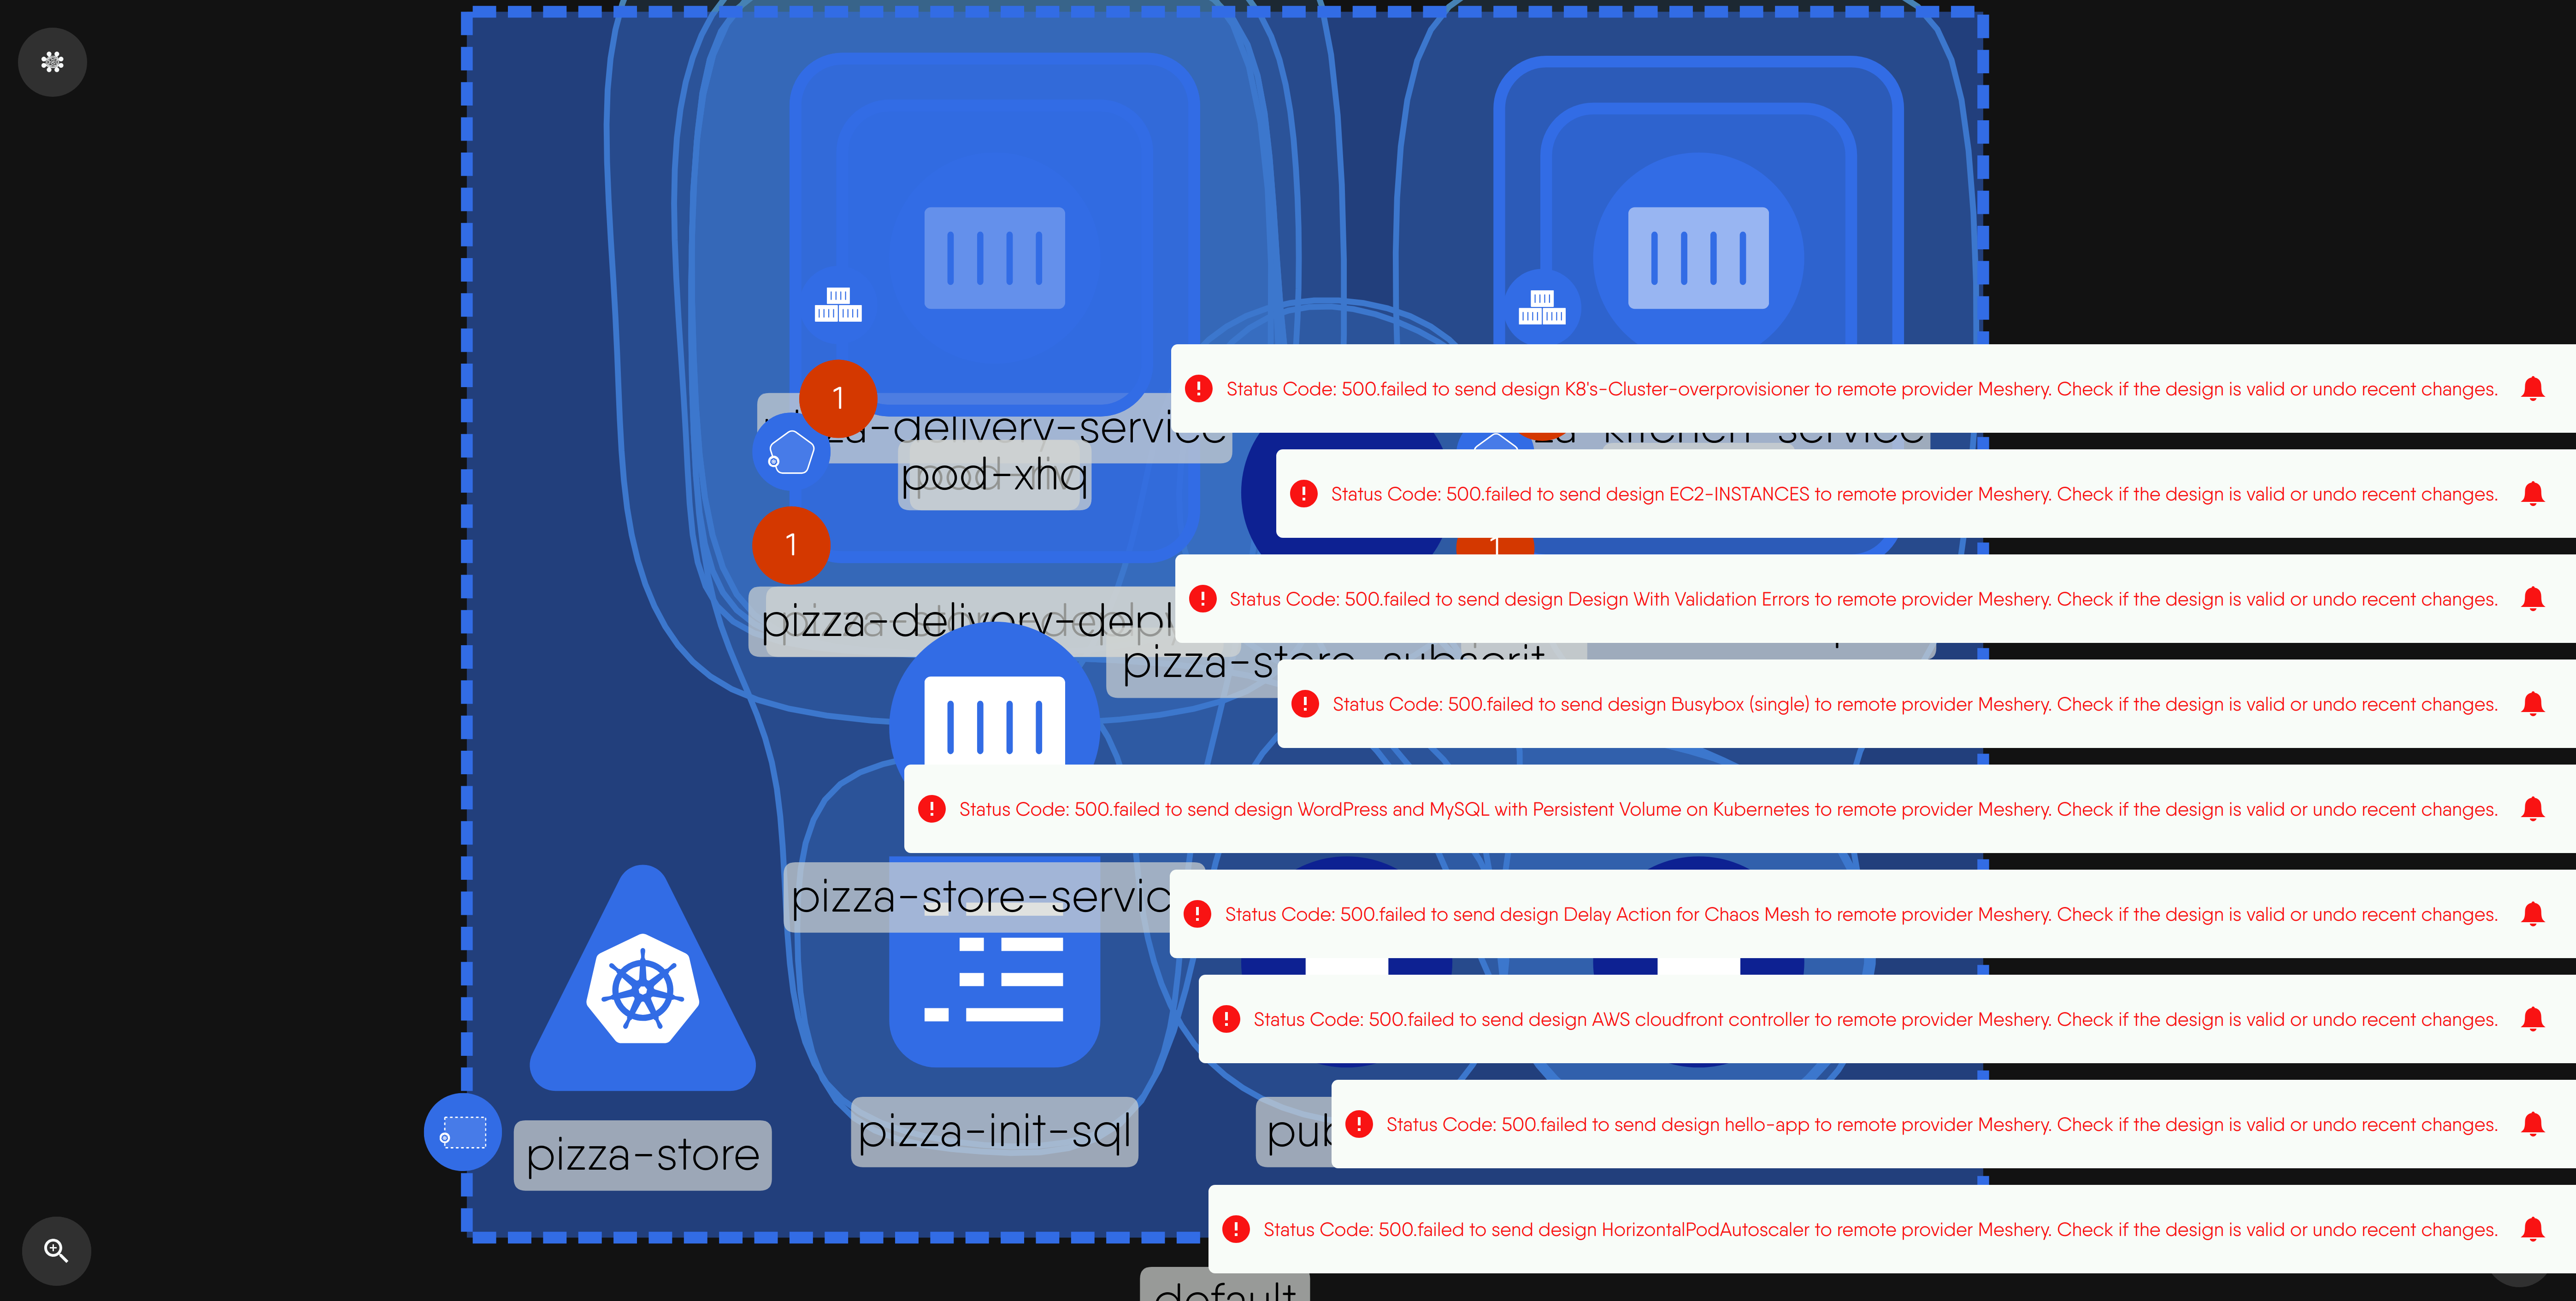 1
Status Code: 500.failed to send design K8's-Cluster-overprovisioner to remote provider Meshery. Check if the design is valid or undo recent changes.
pod-xhq
Status Code: 500.failed to send design EC2-INSTANCES to remote provider Meshery. Check if the design is valid or undo recent changes.
1
1
Status Code: 500.failed to send design Design With Validation Errors to remote provider Meshery. Check if the design is valid or undo recent changes.
pizza-delivery-depl
pizza-store-subscrit
Status Code: 500.failed to send design Busybox (single) to remote provider Meshery. Check if the design is valid or undo recent changes.
Status Code: 500.failed to send design WordPress and MySQL with Persistent Volume on Kubernetes to remote provider Meshery. Check if the design is valid or undo recent changes.
pizza-store-servic
Status Code: 500.failed to send design Delay Action for Chaos Mesh to remote provider Meshery. Check if the design is valid or undo recent changes.
Status Code: 500.failed to send design AWS cloudfront controller to remote provider Meshery. Check if the design is valid or undo recent changes.
Status Code: 500.failed to send design hello-app to remote provider Meshery. Check if the design is valid or undo recent changes.
pizza-store
pizza-init-sql
pub
Status Code: 500.failed to send design HorizontalPodAutoscaler to remote provider Meshery. Check if the design is valid or undo recent changes.
default